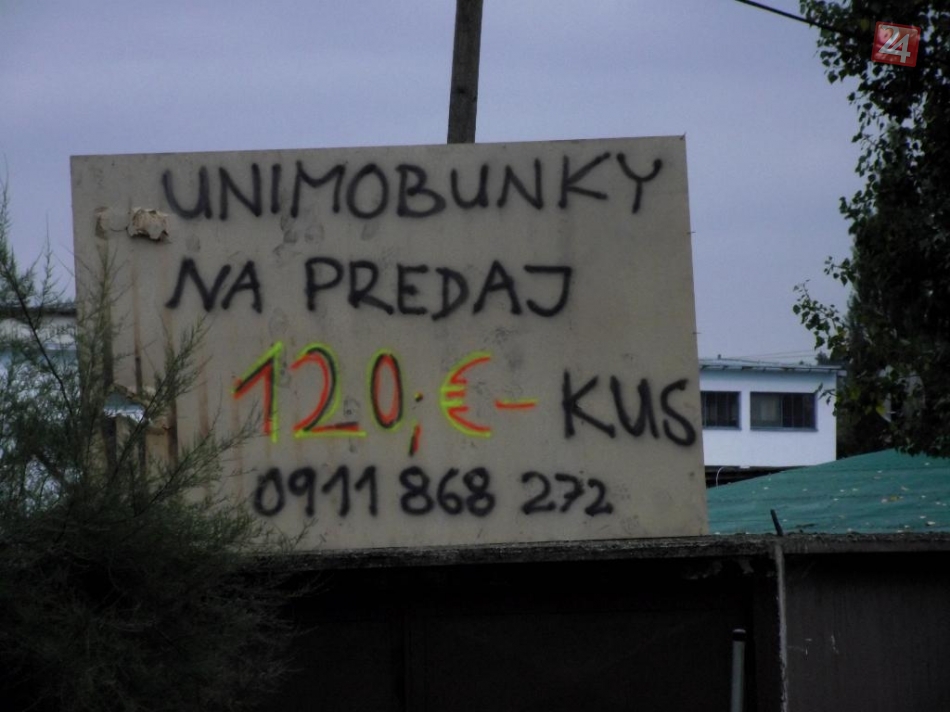 24
UNIMOBUNKY
NA PREDAJ
120,€- KUS
0911 868 272